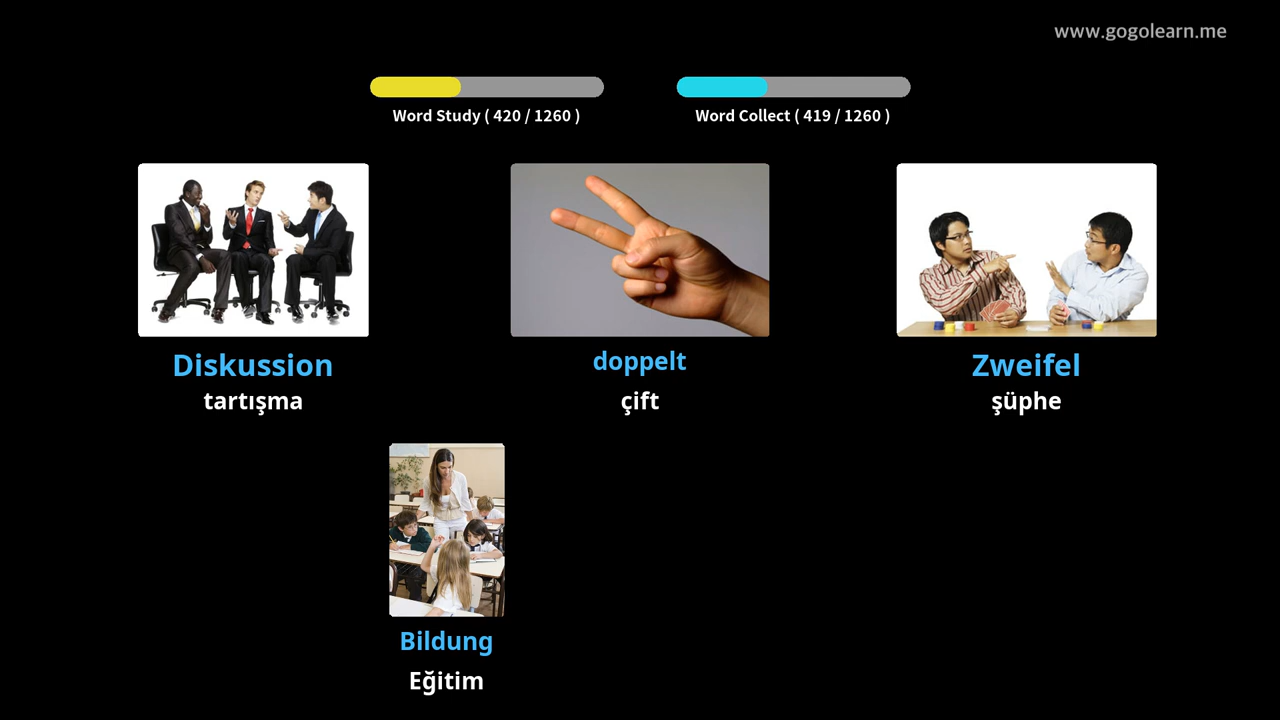 www.gogolearn.me
Word Study ( 420 / 1260 )
Word Collect ( 419 / 1260 )
Diskussion
tartışma
doppelt
çift
Zweifel
şüphe
Bildung
Eğitim